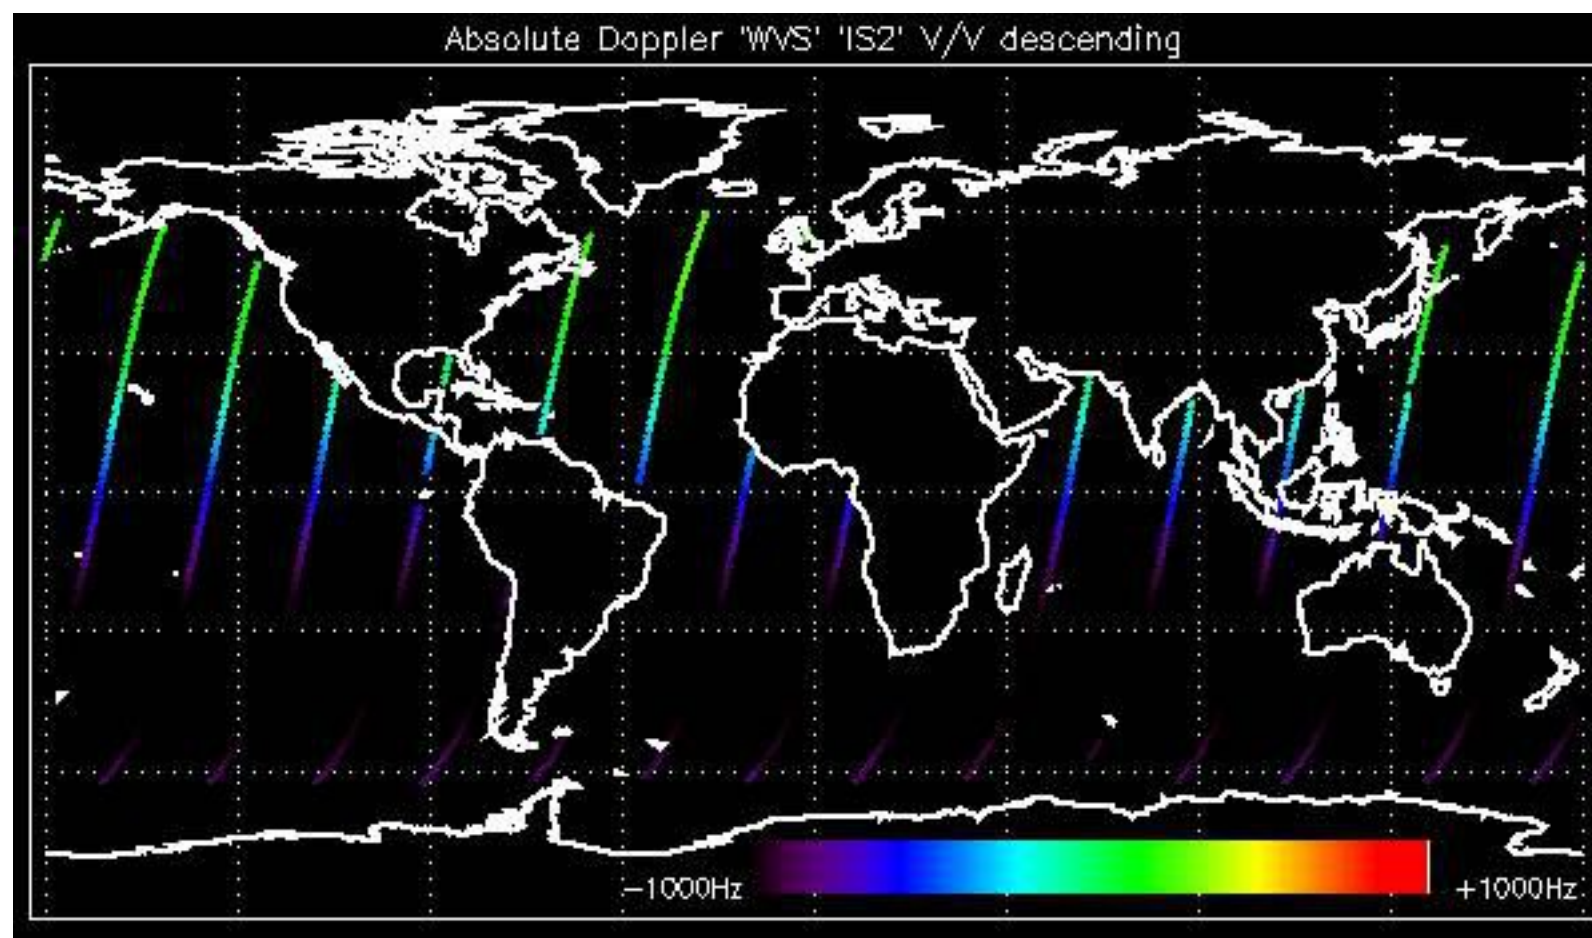 Absolute Doppler 'WVS' 'IS2' V/V descending
−1000Hz +1000Hz